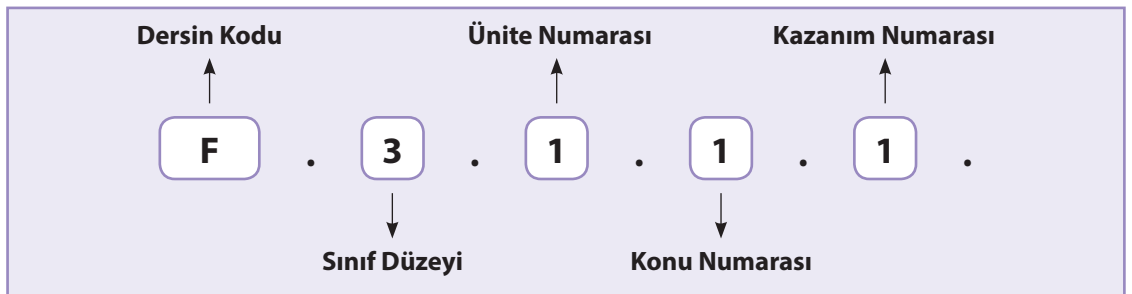 Dersin Kodu Ünite Numarası Kazanım Numarası
F . 3 . 1 . 1 . 1 .
Sınıf Düzeyi Konu Numarası